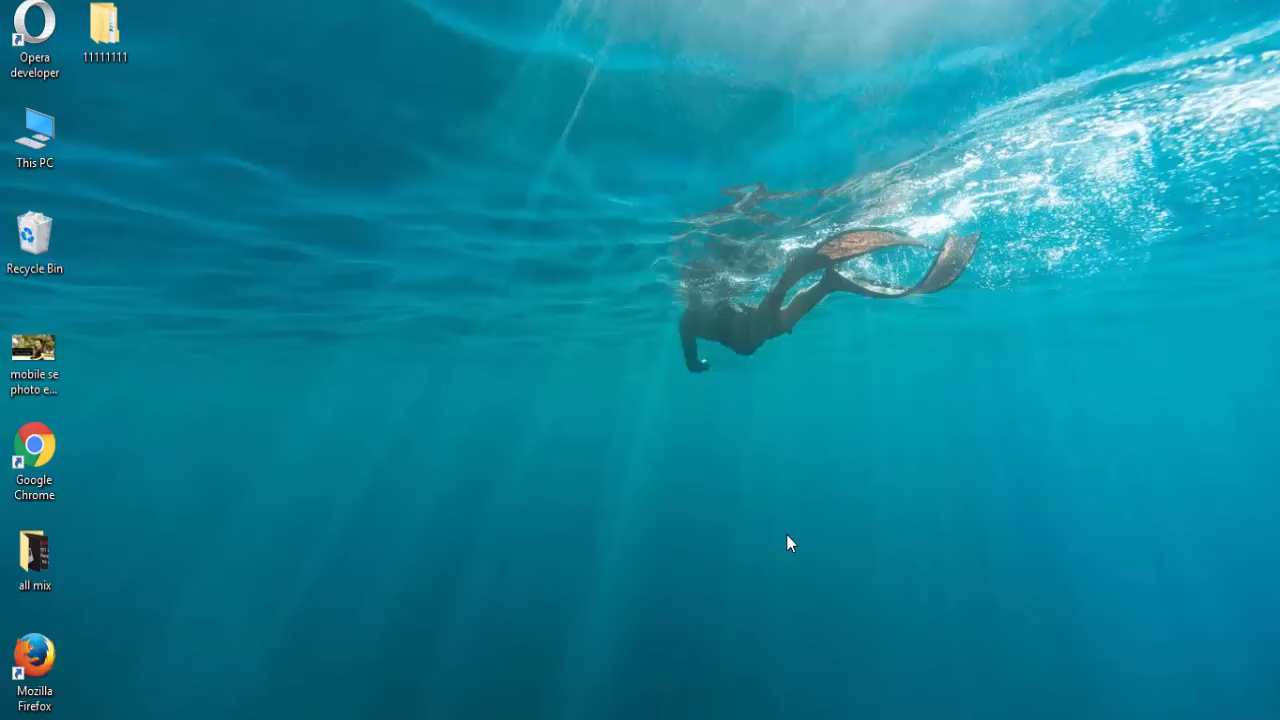 Opera
developer
11111111
This PC
Recycle Bin
mobile se
photo e...
Google
Chrome
all mix
Mozilla
Firefox